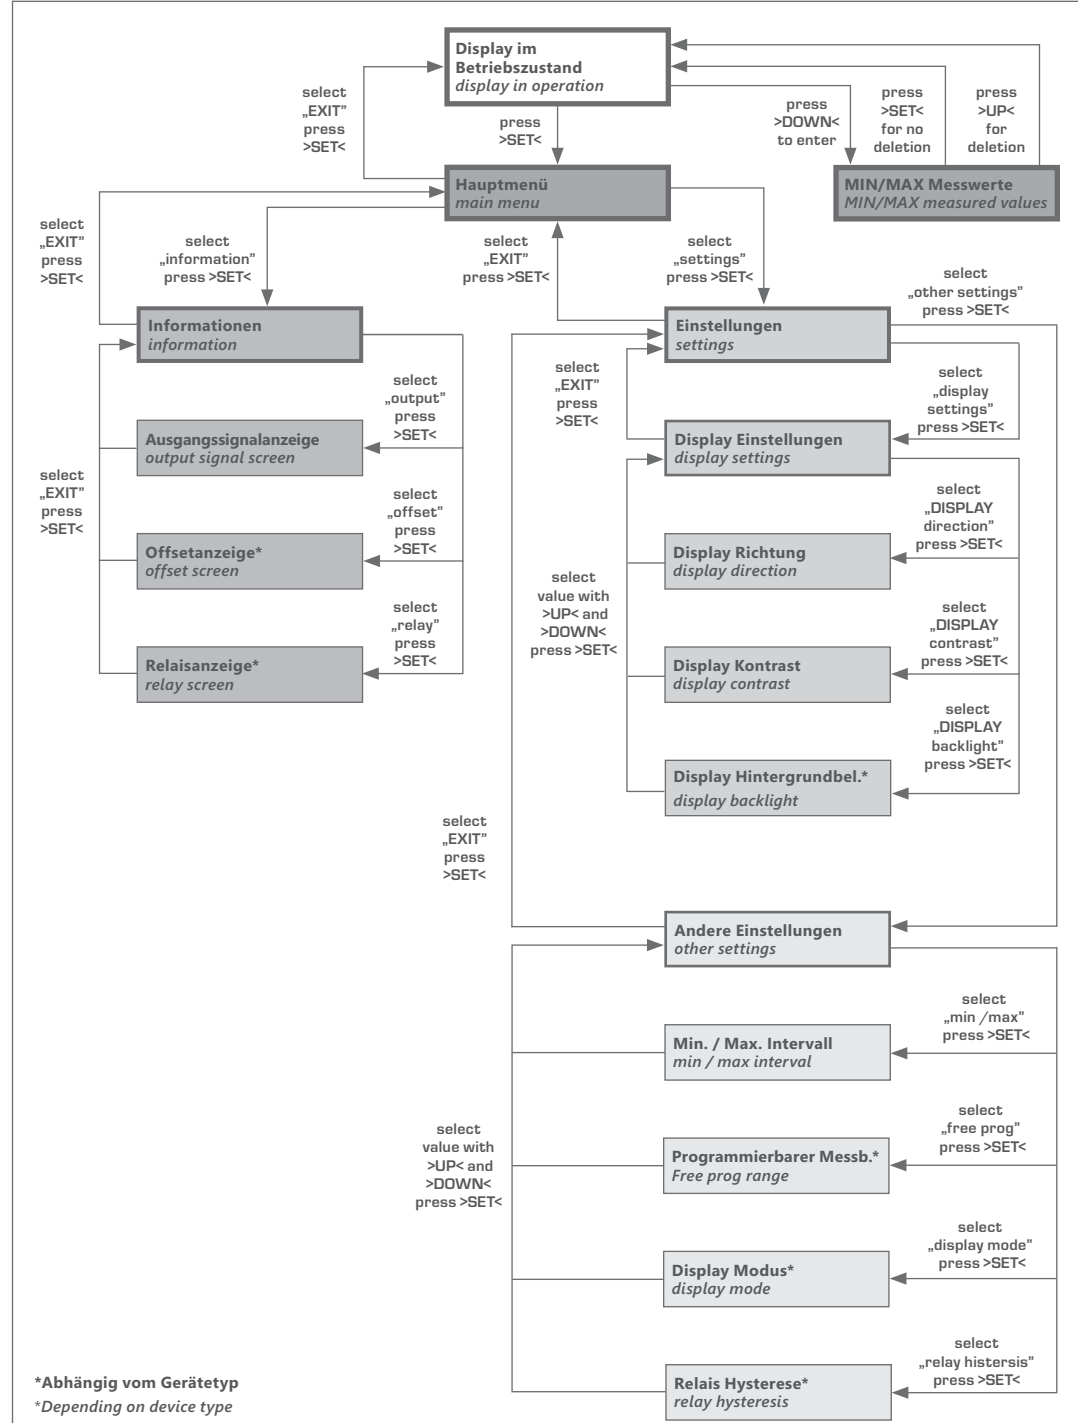 Display im
Betriebszustand
display in operation
select
„EXIT”
press
>SET<
press
>SET<
press
>DOWN<
to enter
press
>SET<
for no
deletion
press
>UP<
for
deletion
Hauptmenü
main menu
MIN/MAX Messwerte
MIN/MAX measured values
select
„EXIT”
press
>SET<
select
„information”
press >SET<
select
„EXIT”
press >SET<
select
„settings”
press >SET<
select
„other settings”
press >SET<
Informationen
information
Einstellungen
settings
select
„output”
press
>SET<
select
„EXIT”
press
>SET<
select
„display
settings”
press >SET<
Ausgangssignalanzeige
output signal screen
Display Einstellungen
display settings
select
„EXIT”
press
>SET<
select
„offset”
press
>SET<
select
„DISPLAY
direction”
press >SET<
Offsetanzeige*
offset screen
Display Richtung
display direction
select
value with
>UP< and
>DOWN<
press >SET<
select
„relay”
press
>SET<
select
„DISPLAY
contrast”
press >SET<
Relaisanzeige*
relay screen
Display Kontrast
display contrast
select
„DISPLAY
backlight”
press >SET<
Display Hintergrundbel.*
display backlight
select
„EXIT”
press
>SET<
Andere Einstellungen
other settings
select
„min /max”
press >SET<
Min. / Max. Intervall
min / max interval
select
value with
>UP< and
>DOWN<
press >SET<
select
„free prog”
press >SET<
Programmierbarer Messb.*
Free prog range
select
„display mode”
press >SET<
Display Modus*
display mode
select
„relay histersis”
press >SET<
Relais Hysterese*
relay hysteresis
*Abhängig vom Gerätetyp
*Depending on device type